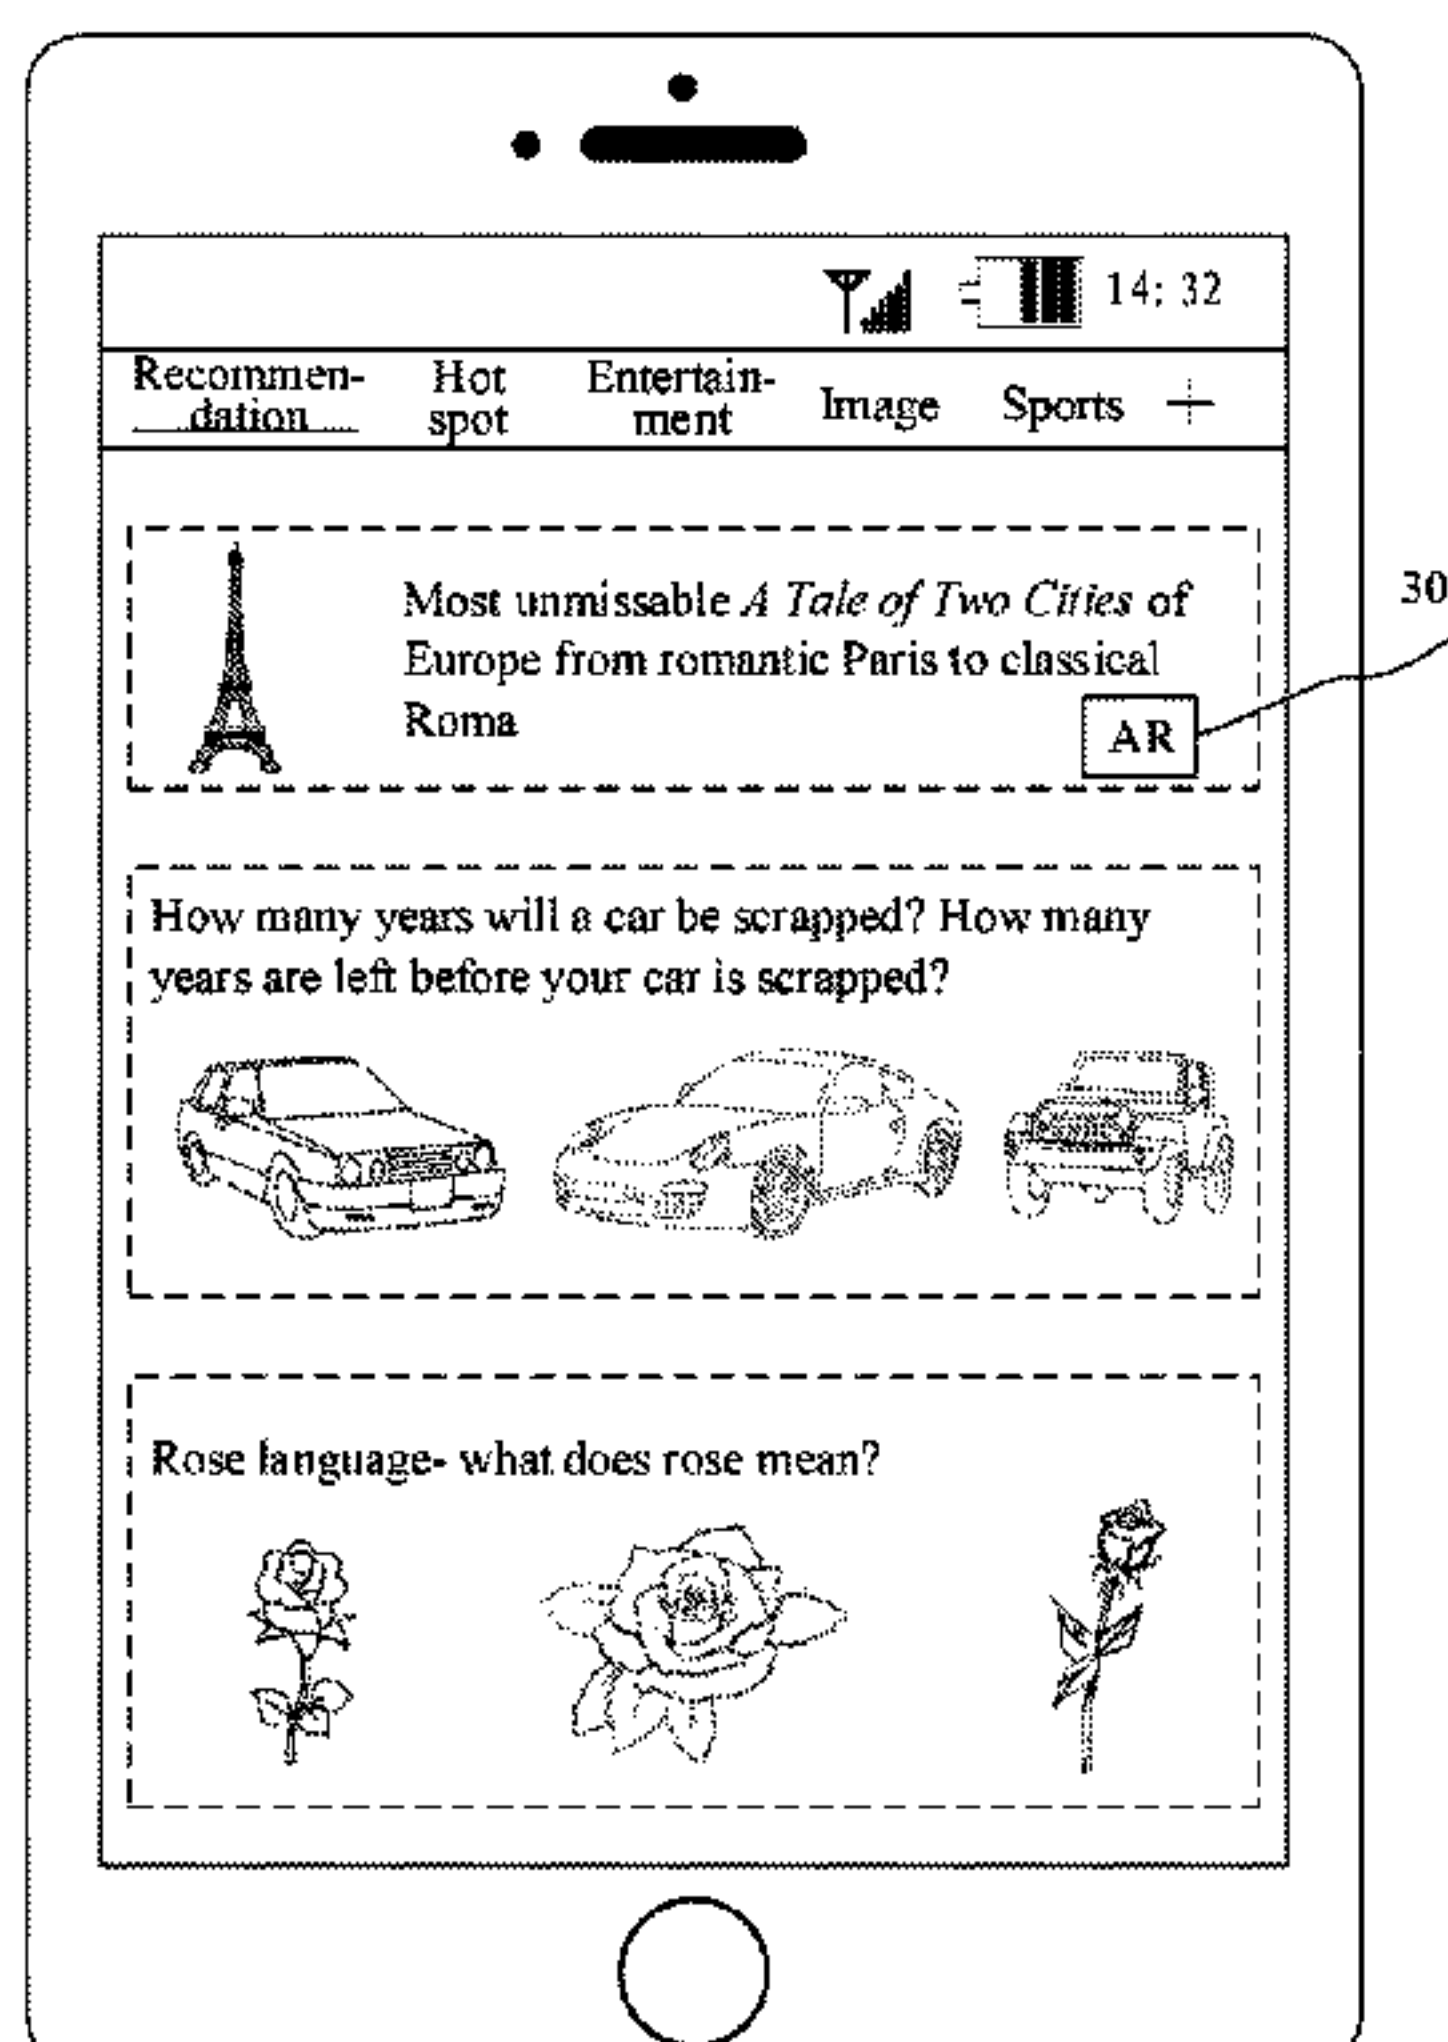 14: 32
Recommen-
dation
Hot
spot
Entertain-
ment
Image
Sports
+
Most unmissable A Tale of Two Cities of
Europe from romantic Paris to classical
Roma
AR
30
How many years will a car be scrapped? How many
years are left before your car is scrapped?
Rose language- what does rose mean?